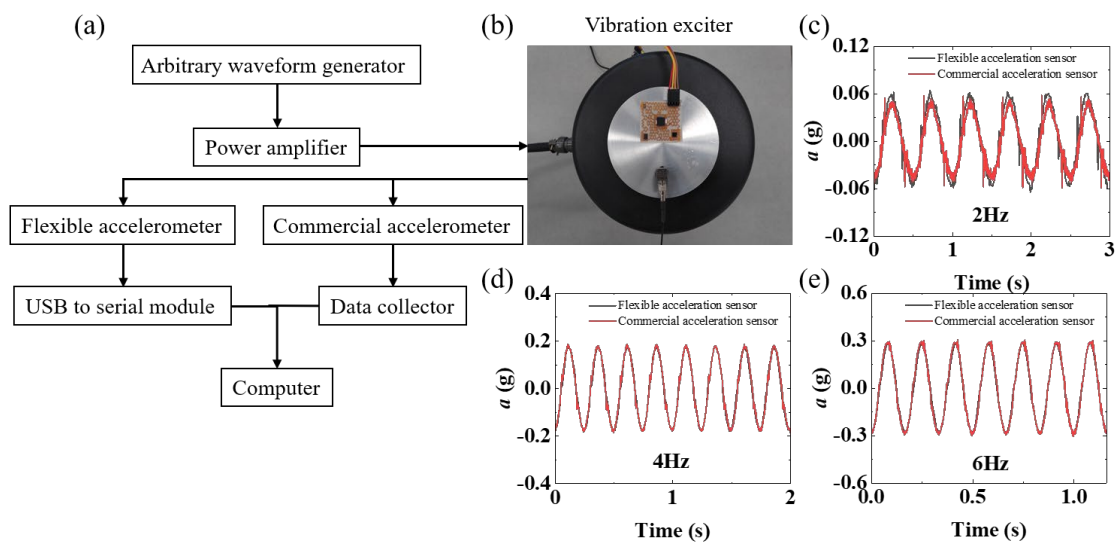 (a)
Arbitrary waveform generator
Power amplifier
Flexible accelerometer
Commercial accelerometer
USB to serial module
Data collector
Computer
(b)
Vibration exciter
(c)
0.12
0.06
0.00
-0.06
-0.12
a (g)
Flexible acceleration sensor
Commercial acceleration sensor
2Hz
0 1 2 3
Time (s)
(d)
0.4
0.2
0.0
-0.2
-0.4
a (g)
Flexible acceleration sensor
Commercial acceleration sensor
4Hz
0 1 2
Time (s)
(e)
0.6
0.3
0.0
-0.3
-0.6
a (g)
Flexible acceleration sensor
Commercial acceleration sensor
6Hz
0.0 0.5 1.0
Time (s)